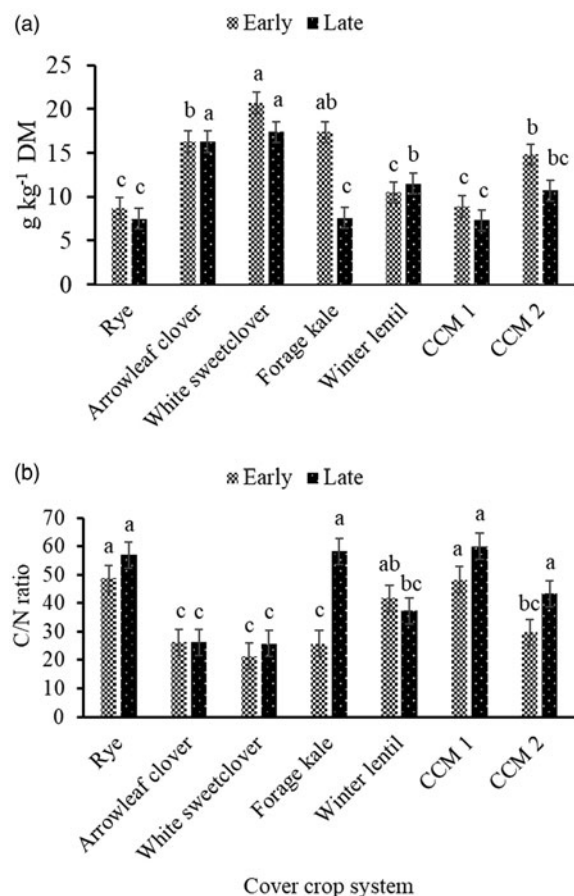 (a)
Early Late
25
20
15
10
5
0
g kg-1 DM
c c b a a a ab c c b c c b bc
Rye Arrowleaf clover White sweetclover Forage kale Winter lentil CCM 1 CCM 2
(b)
Early Late
70
60
50
40
30
20
10
0
C/N ratio
a a c c c c c a ab bc a a bc a
Rye Arrowleaf clover White sweetclover Forage kale Winter lentil CCM 1 CCM 2
Cover crop system